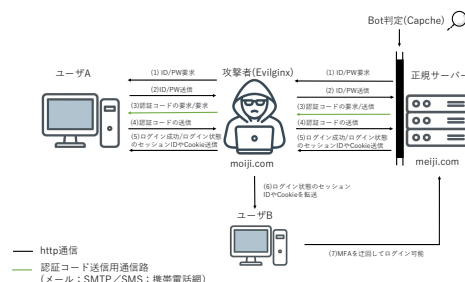 Bot判定(Capche)
ユーザA
攻撃者(Evilginx)
正規サーバー
(1) ID/PW要求
(1) ID/PW要求
(2)ID/PW送信
(2) ID/PW送信
(3)認証コードの要求/要求
(3)認証コードの要求/送信
(4)認証コードの送信
(4)認証コードの送信
(5)ログイン成功/ログイン状態
のセッションIDやCookie送信
(5)ログイン成功/ログイン状態
のセッションIDやCookie送信
moiji.com
meiji.com
(6)ログイン状態のセッション
IDやCookieを転送
ユーザB
(7)MFAを迂回してログイン可能
http通信
認証コード送信用通信路
(メール:SMTP/SMS:携帯電話網)